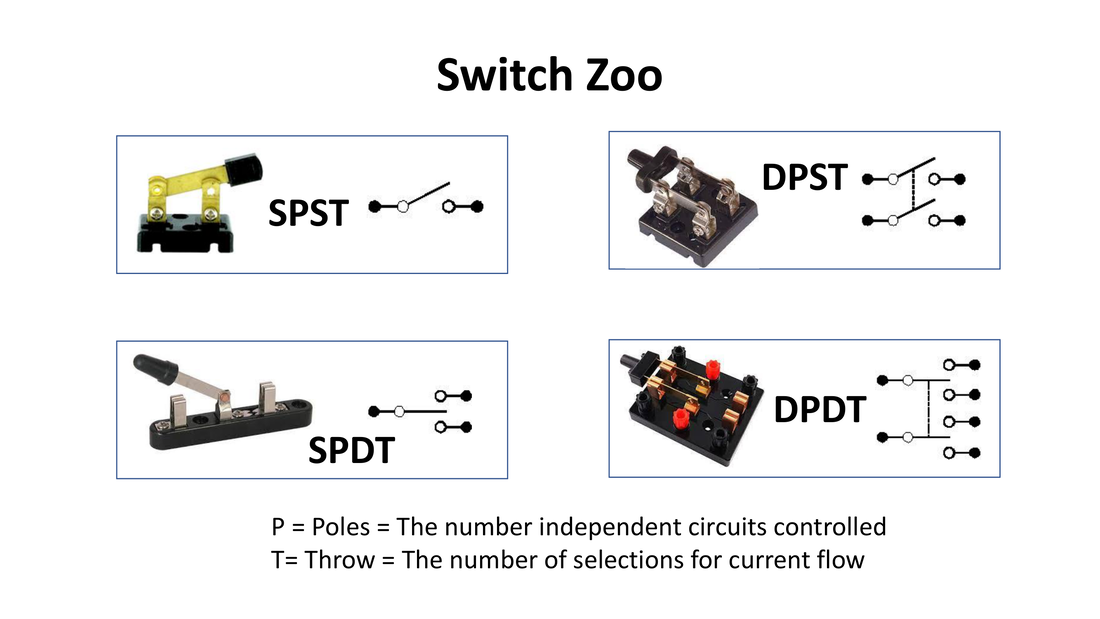 Switch Zoo
SPST
DPST
SPDT
DPDT
P = Poles = The number independent circuits controlled
T= Throw = The number of selections for current flow